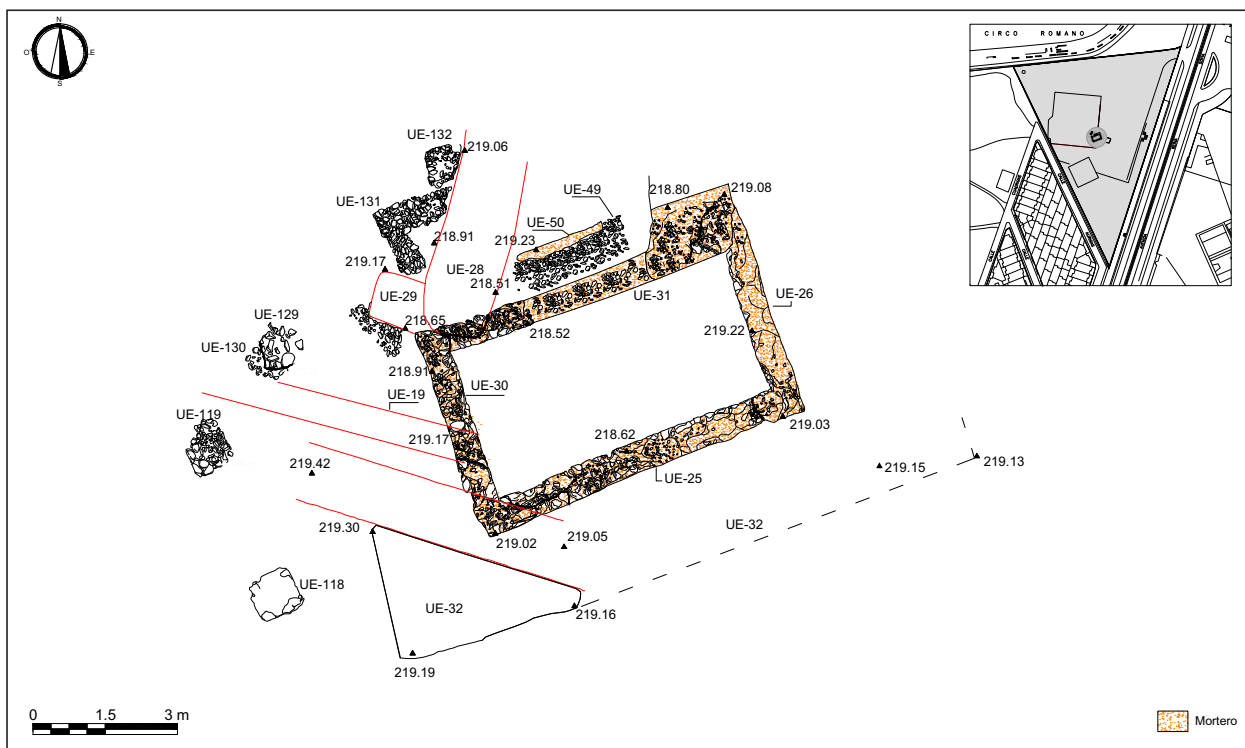 N
O
E
S
CIRCO ROMANO
UE-132
219.06
UE-131
UE-49
218.80
219.08
UE-50
219.23
218.91
219.17
UE-28
218.51
UE-31
UE-26
UE-29
UE-129
218.65
218.52
219.22
UE-130
218.91
UE-30
UE-19
UE-119
219.17
218.62
219.03
219.42
UE-25
219.15
219.13
219.30
219.02
219.05
UE-32
UE-118
UE-32
219.16
219.19
0 1.5 3 m
Mortero